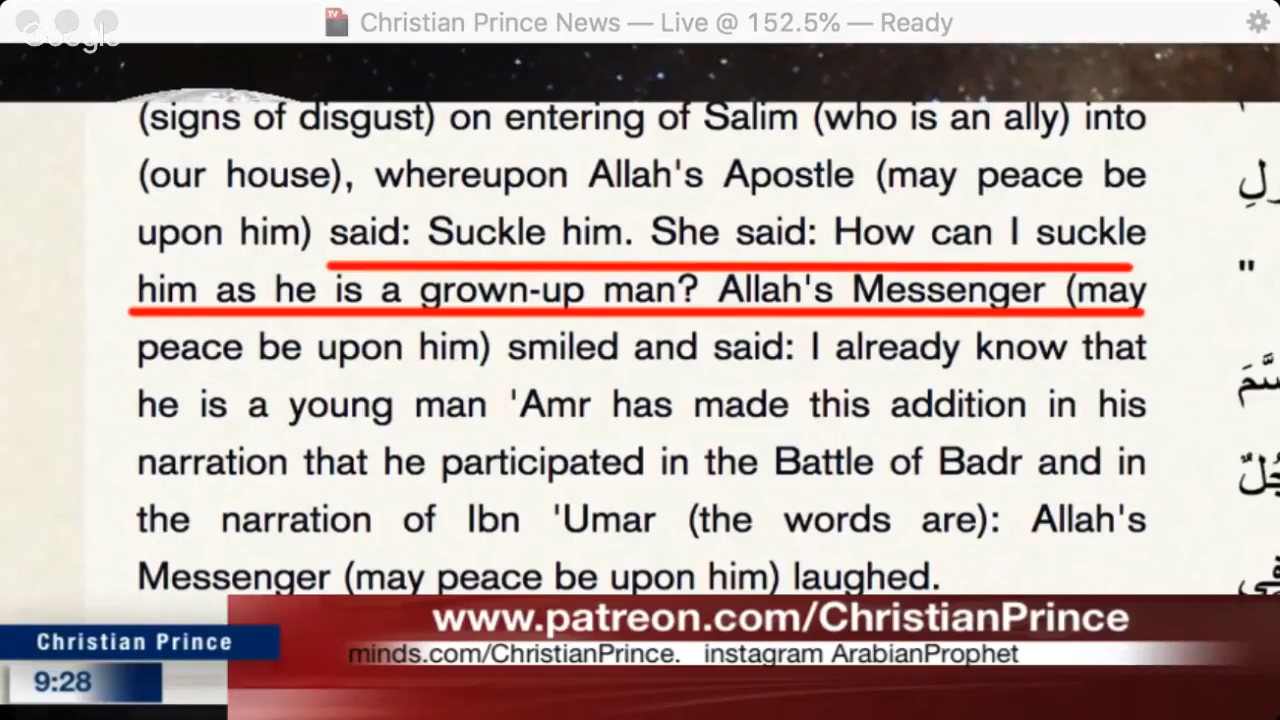 Christian Prince News — Live @ 152.5% — Ready
Google
(signs of disgust) on entering of Salim (who is an ally) into
(our house), whereupon Allah's Apostle (may peace be
upon him) said: Suckle him. She said: How can I suckle
him as he is a grown-up man? Allah's Messenger (may
peace be upon him) smiled and said: I already know that
he is a young man 'Amr has made this addition in his
narration that he participated in the Battle of Badr and in
the narration of Ibn 'Umar (the words are): Allah's
Messenger (may peace be upon him) laughed.
www.patreon.com/ChristianPrince
Christian Prince
minds.com/ChristianPrince. instagram ArabianProphet
9:28